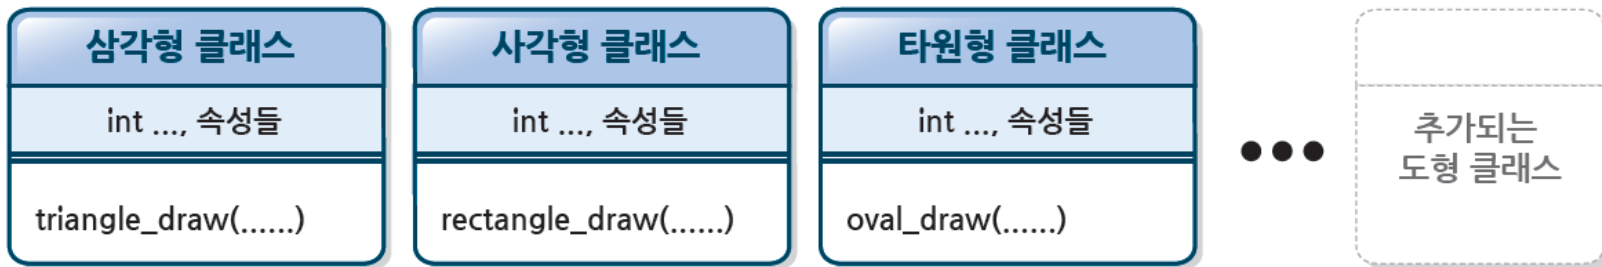 삼각형 클래스
int ..., 속성들
triangle_draw(......)
사각형 클래스
int ..., 속성들
rectangle_draw(......)
타원형 클래스
int ..., 속성들
oval_draw(......)
추가되는
도형 클래스